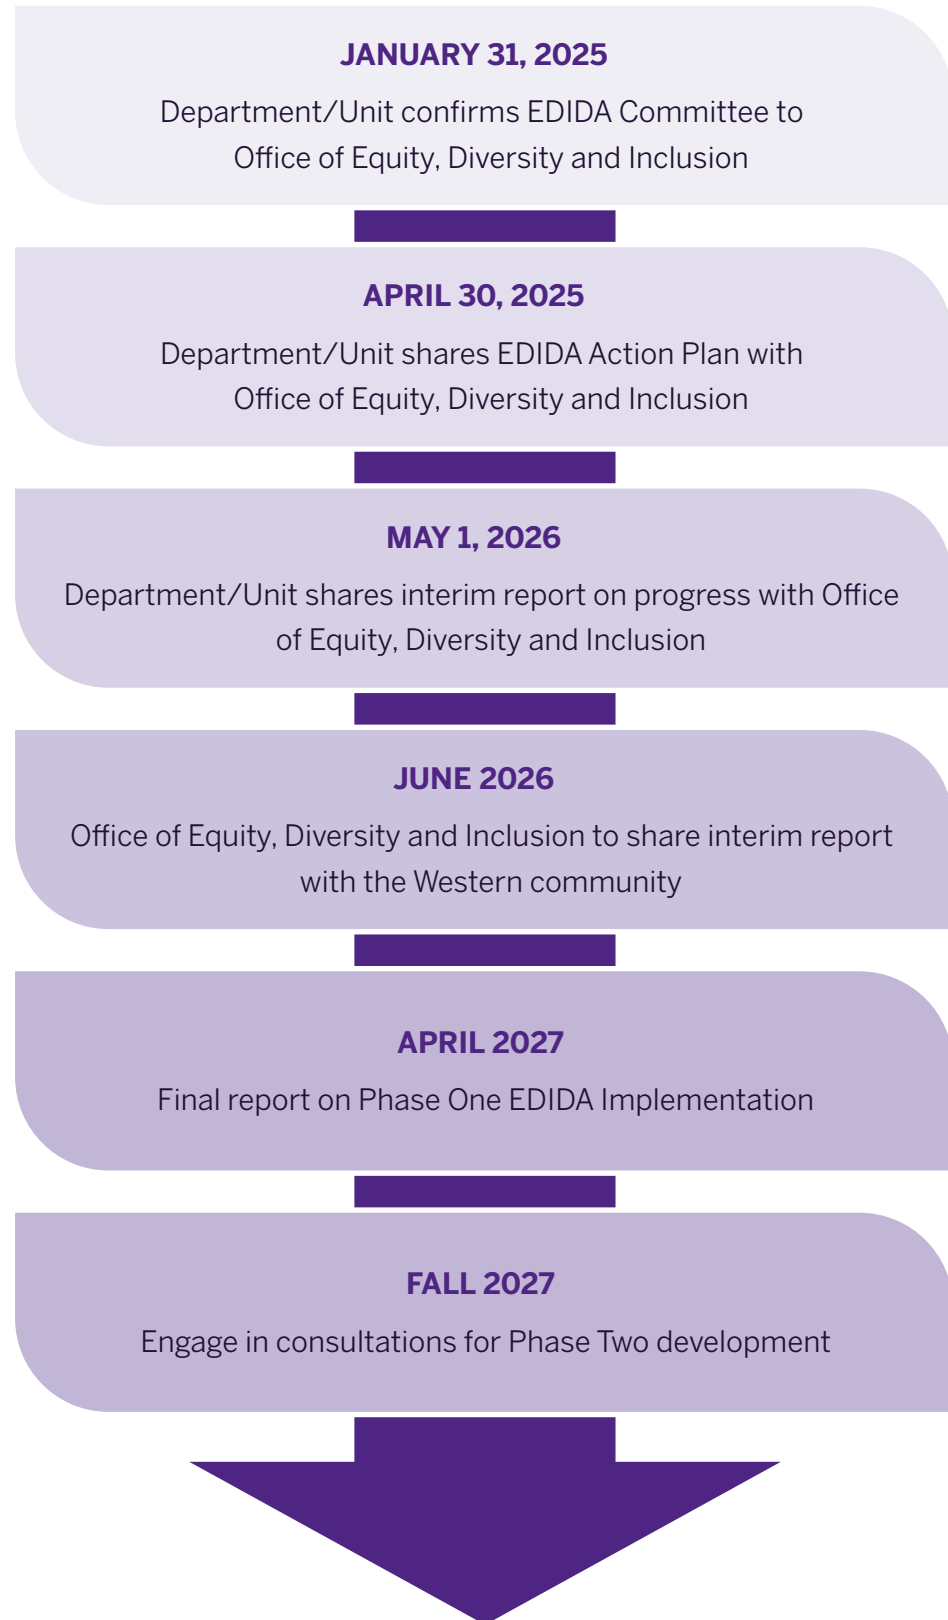 JANUARY 31, 2025
Department/Unit confirms EDIDA Committee to
Office of Equity, Diversity and Inclusion
APRIL 30, 2025
Department/Unit shares EDIDA Action Plan with
Office of Equity, Diversity and Inclusion
MAY 1, 2026
Department/Unit shares interim report on progress with Office
of Equity, Diversity and Inclusion
JUNE 2026
Office of Equity, Diversity and Inclusion to share interim report
with the Western community
APRIL 2027
Final report on Phase One EDIDA Implementation
FALL 2027
Engage in consultations for Phase Two development